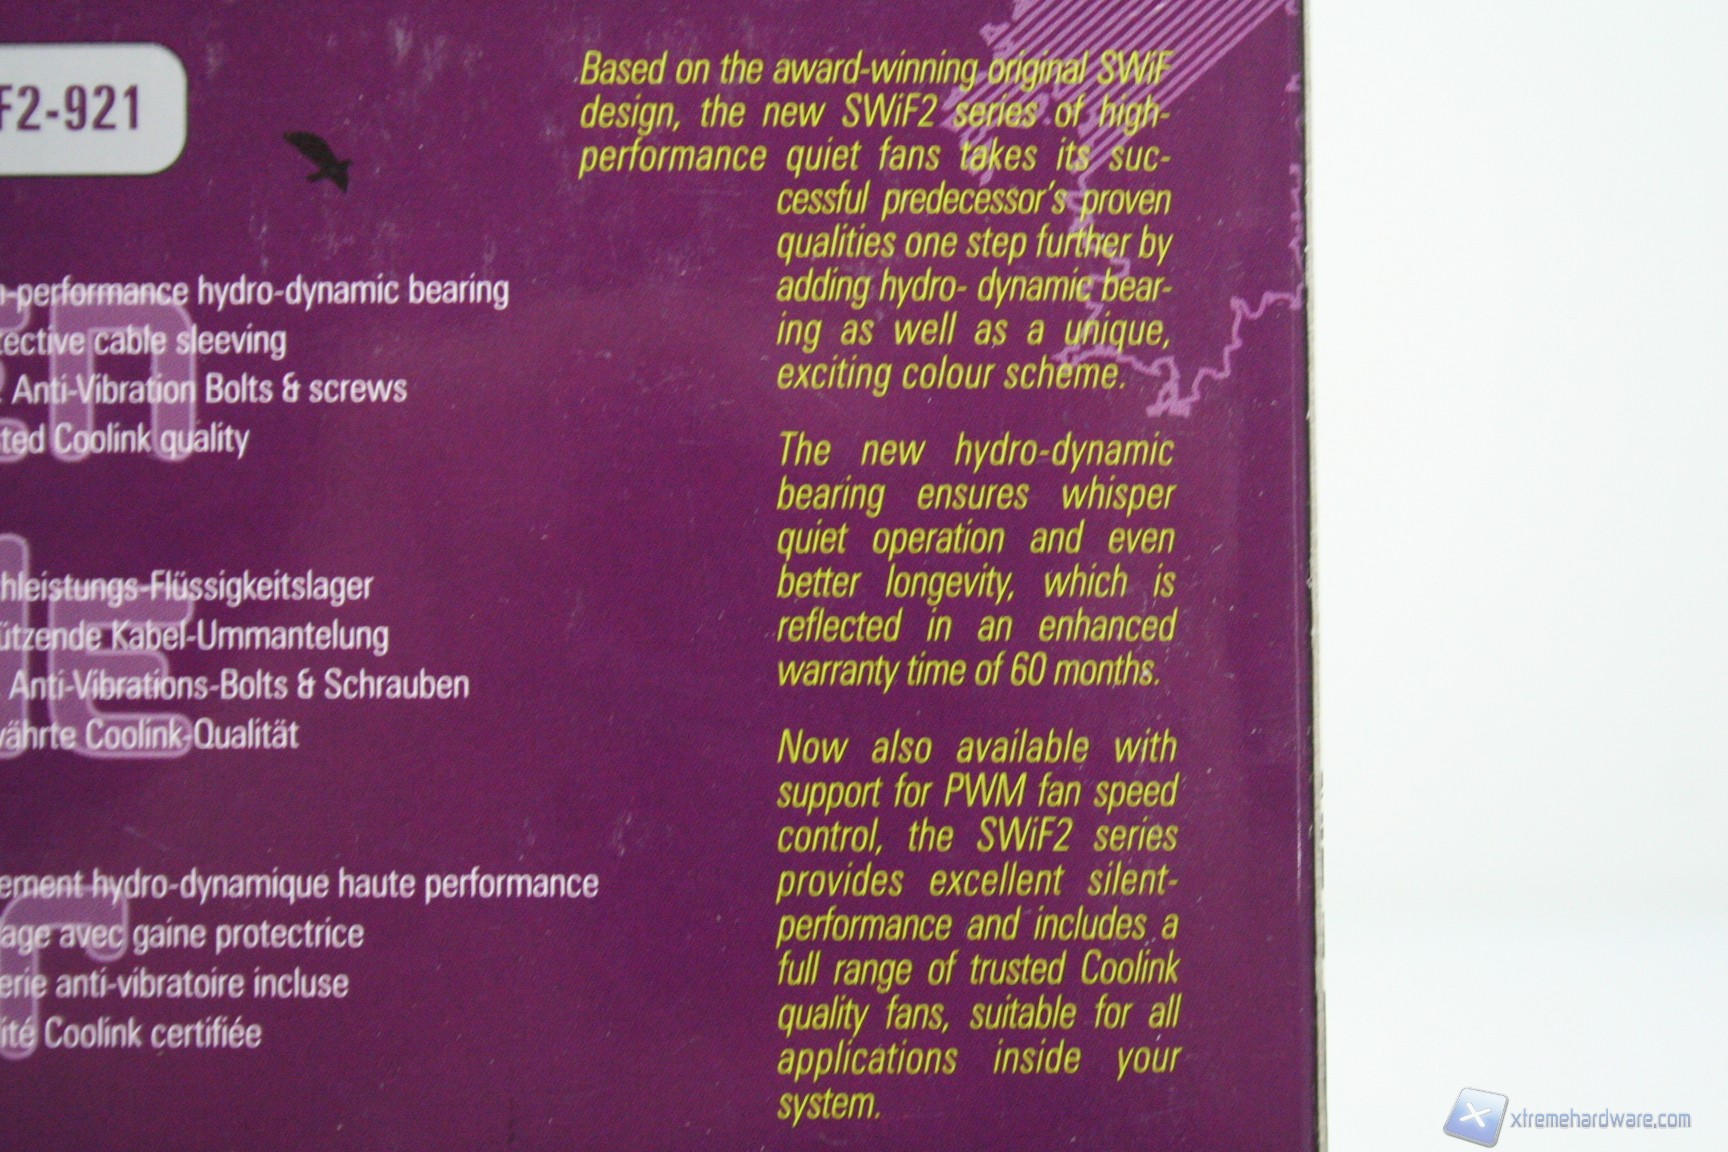 F2-921
-performance hydro-dynamic bearing
tective cable sleeving
Anti-Vibration Bolts & screws
ted Coolink quality
en
hleistungs-Flüssigkeitslager
ützende Kabel-Ummantelung
Anti-Vibrations-Bolts & Schrauben
währte Coolink-Qualität
de
ement hydro-dynamique haute performance
age avec gaine protectrice
erie anti-vibratoire incluse
ité Coolink certifiée
Based on the award-winning original SWiF
design, the new SWiF2 series of high-
performance quiet fans takes its suc-
cessful predecessor's proven
qualities one step further by
adding hydro- dynamic bear-
ing as well as a unique,
exciting colour scheme.
The new hydro-dynamic
bearing ensures whisper
quiet operation and even
better longevity, which is
reflected in an enhanced
warranty time of 60 months.
Now also available with
support for PWM fan speed
control, the SWiF2 series
provides excellent silent-
performance and includes a
full range of trusted Coolink
quality fans, suitable for all
applications inside your
system.
xtremehardware.com